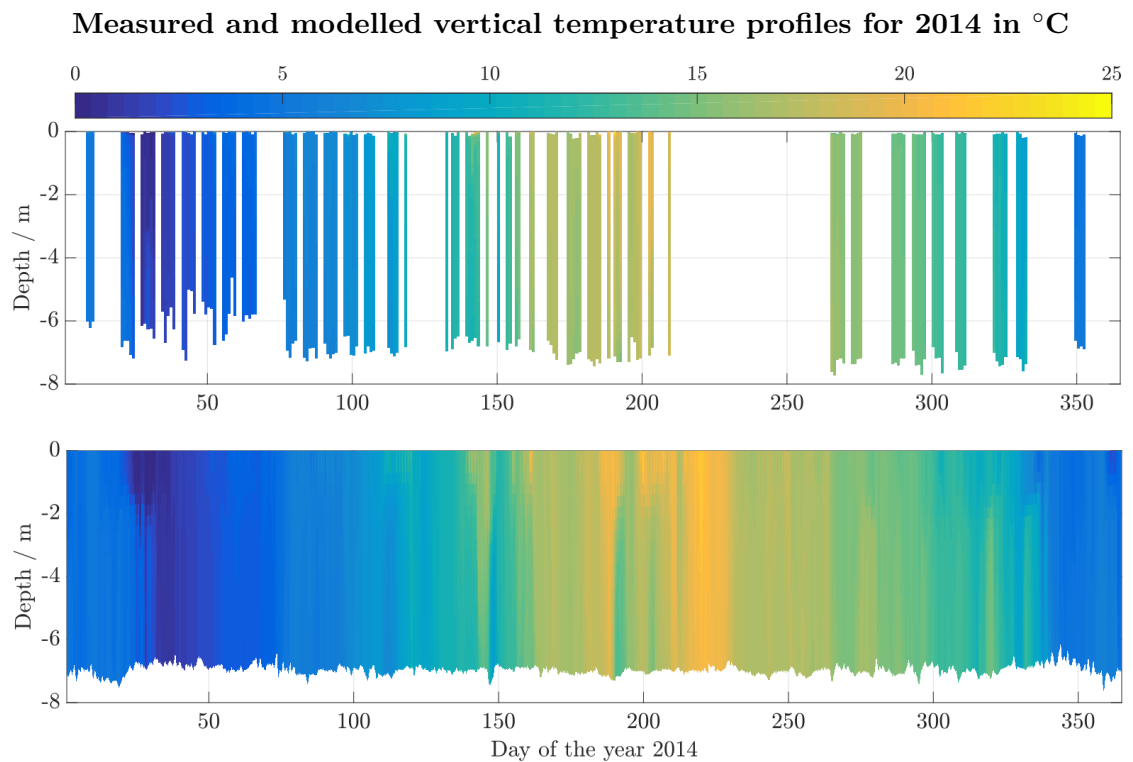 Measured and modelled vertical temperature profiles for 2014 in °C
0 5 10 15 20 25
0
-2
-4
-6
-8
Depth / m
50 100 150 200 250 300 350
0
-2
-4
-6
-8
Depth / m
50 100 150 200 250 300 350
Day of the year 2014